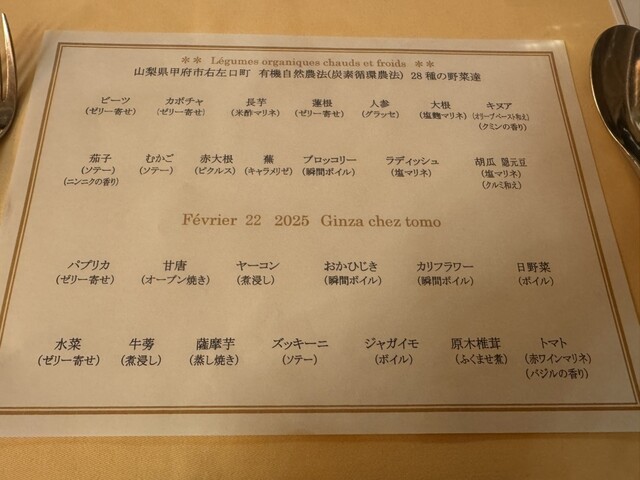 ** Légumes organiques chauds et froids **
山梨県甲府市右左口町 有機自然農法(炭素循環農法) 28種の野菜達
ビーツ カボチャ 長芋 蓮根 人参 大根 キヌア
(ゼリー寄せ) (ゼリー寄せ) (米酢マリネ) (ゼリー寄せ) (グラッセ) (塩麹マリネ) (オリーブペースト和え)
(クミンの香り)
茄子 むかご 赤大根 蕪 ブロッコリー ラディッシュ 胡瓜 隠元豆
(ソテー) (ソテー) (ピクルス) (キャラメリゼ) (瞬間ボイル) (塩マリネ) (塩マリネ)
(ニンニクの香り) (クルミ和え)
Février 22 2025 Ginza chez tomo
パプリカ 甘唐 ヤーコン おかひじき カリフラワー 日野菜
(ゼリー寄せ) (オーブン焼き) (煮浸し) (瞬間ボイル) (瞬間ボイル) (ボイル)
水菜 牛蒡 薩摩芋 ズッキーニ ジャガイモ 原木椎茸 トマト
(ゼリー寄せ) (煮浸し) (蒸し焼き) (ソテー) (ボイル) (ふくませ煮) (赤ワインマリネ)
(バジルの香り)